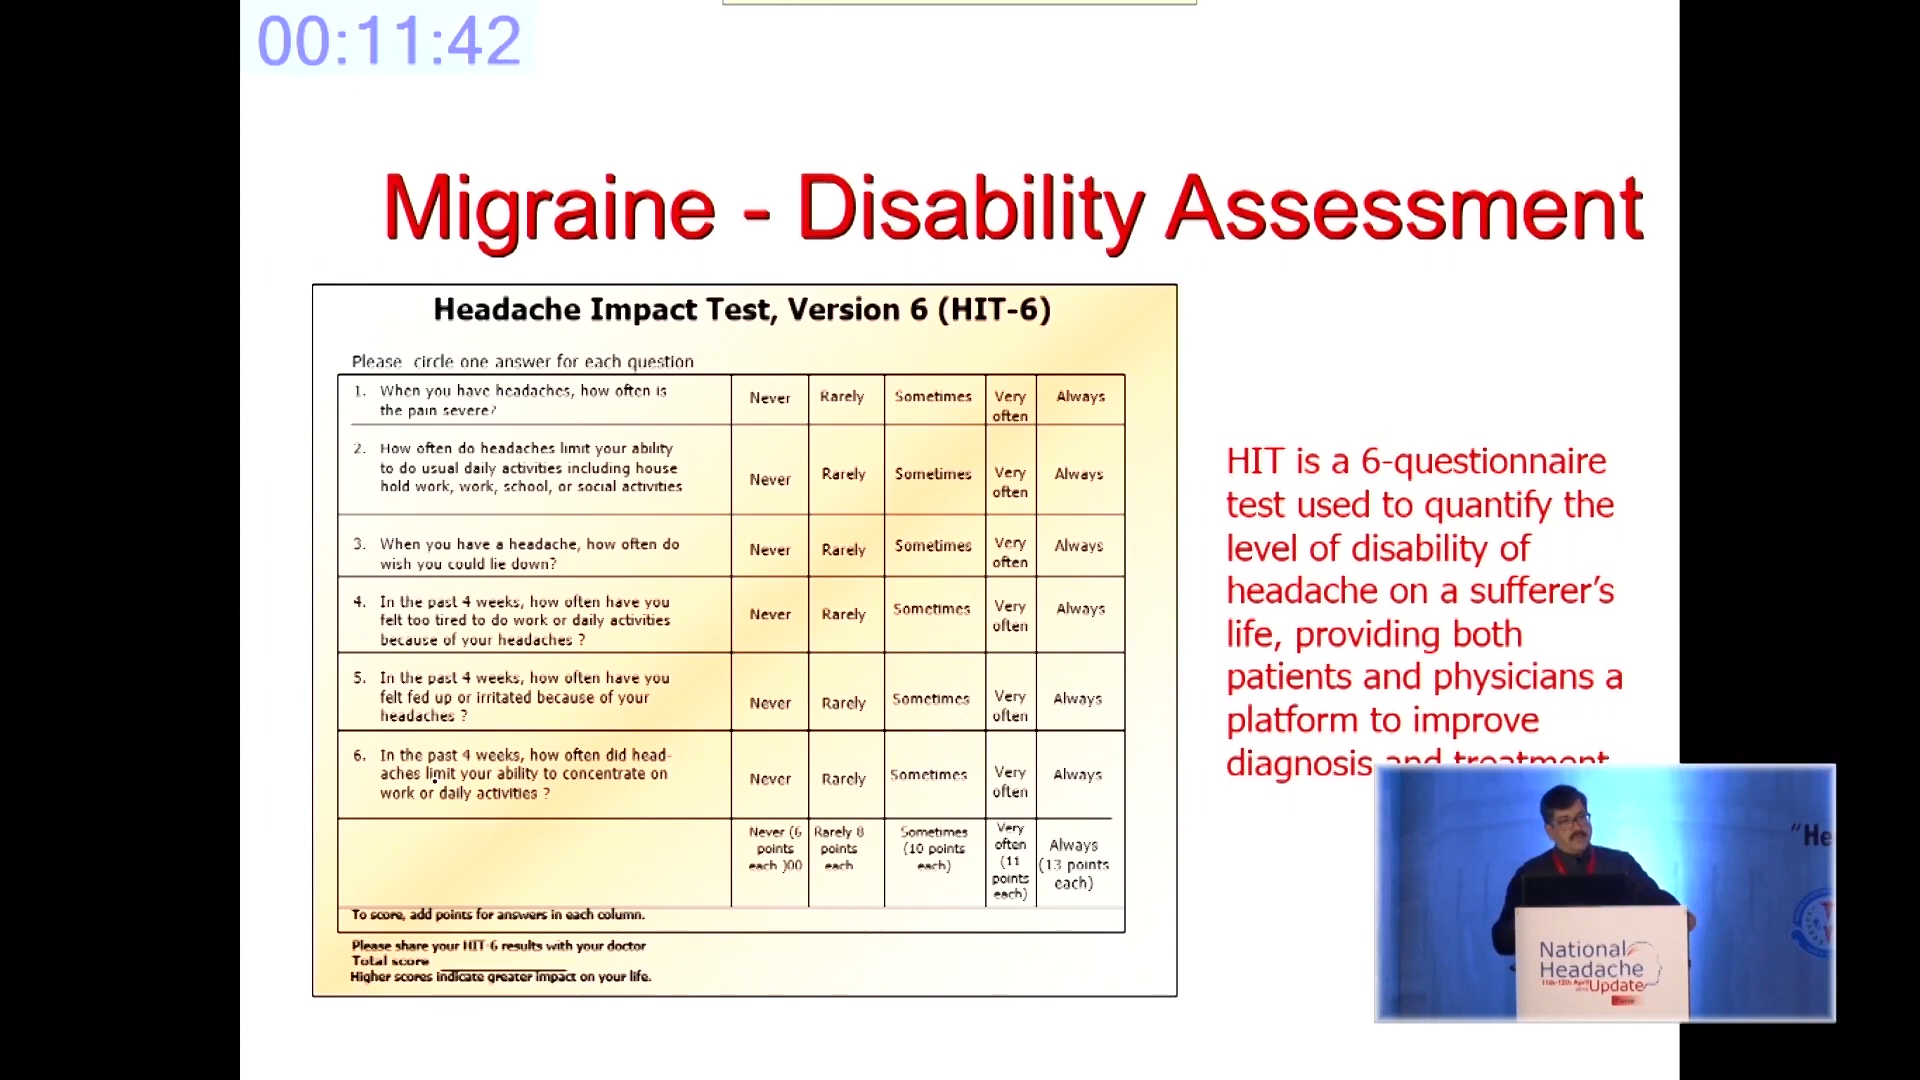 00:11:42
Migraine - Disability Assessment
Headache Impact Test, Version 6 (HIT-6)
Please circle one answer for each question
1. When you have headaches, how often is
the pain severe?
Never Rarely Sometimes Very often Always
2. How often do headaches limit your ability
to do usual daily activities including house
hold work, work, school, or social activities
Never Rarely Sometimes Very often Always
3. When you have a headache, how often do
wish you could lie down?
Never Rarely Sometimes Very often Always
4. In the past 4 weeks, how often have you
felt too tired to do work or daily activities
because of your headaches ?
Never Rarely Sometimes Very often Always
5. In the past 4 weeks, how often have you
felt fed up or irritated because of your
headaches ?
Never Rarely Sometimes Very often Always
6. In the past 4 weeks, how often did head-
aches limit your ability to concentrate on
work or daily activities ?
Never Rarely Sometimes Very often Always
Never (6
points
each )00
Rarely 8
points
each
Sometimes
(10 points
each)
Very
often
(11
points
each)
Always
(13 points
each)
To score, add points for answers in each column.
Please share your HIT-6 results with your doctor
Total score
Higher scores indicate greater impact on your life.
HIT is a 6-questionnaire
test used to quantify the
level of disability of
headache on a sufferer’s
life, providing both
patients and physicians a
platform to improve
diagnosis and treatment
“He
National
Headache
Update
11th-12th April